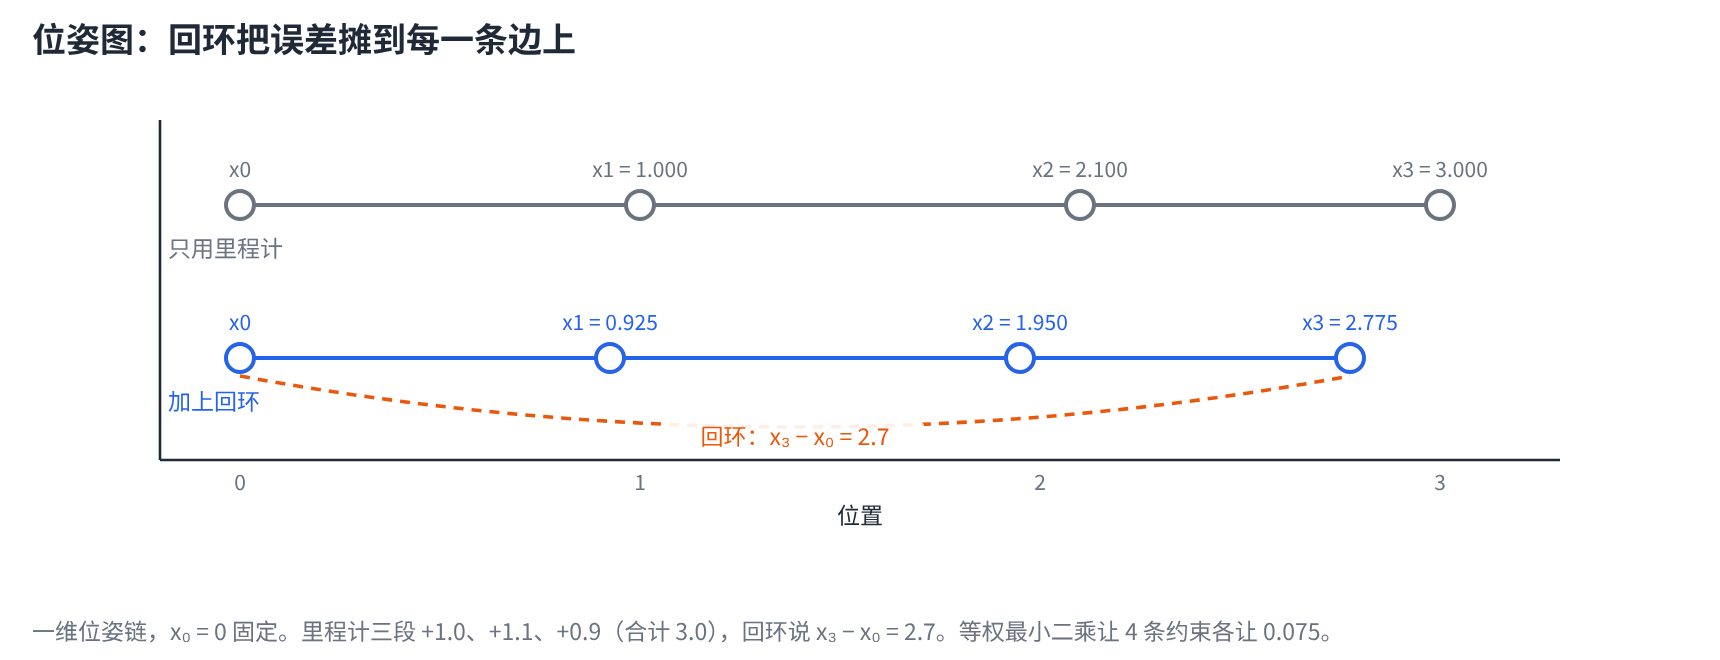 位姿图：回环把误差摊到每一条边上
x0
x1 = 1.000
x2 = 2.100
x3 = 3.000
只用里程计
x0
x1 = 0.925
x2 = 1.950
x3 = 2.775
加上回环
回环：x₃ − x₀ = 2.7
0
1
2
3
位置
一维位姿链，x₀ = 0 固定。里程计三段 +1.0、+1.1、+0.9（合计 3.0），回环说 x₃ − x₀ = 2.7。等权最小二乘让 4 条约束各让 0.075。